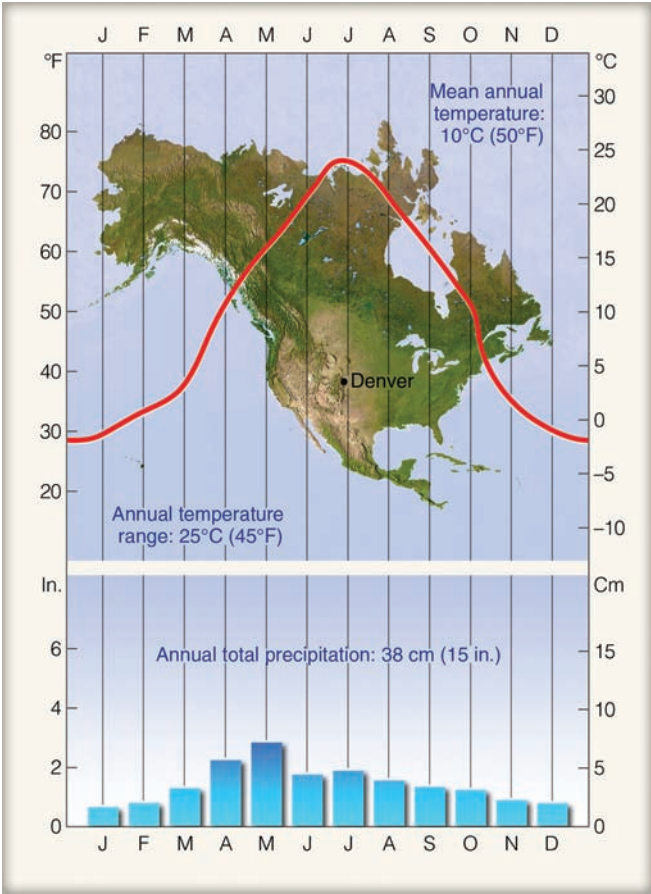 J F M A M J J A S O N D
°F °C
Mean annual
temperature:
10°C (50°F)
30
80
25
70
20
60
15
50
10
40
5
Denver
0
30
–5
20
–10
Annual temperature
range: 25°C (45°F)
In. Cm
6
15
Annual total precipitation: 38 cm (15 in.)
4 10
2 5
0 0
J F M A M J J A S O N D